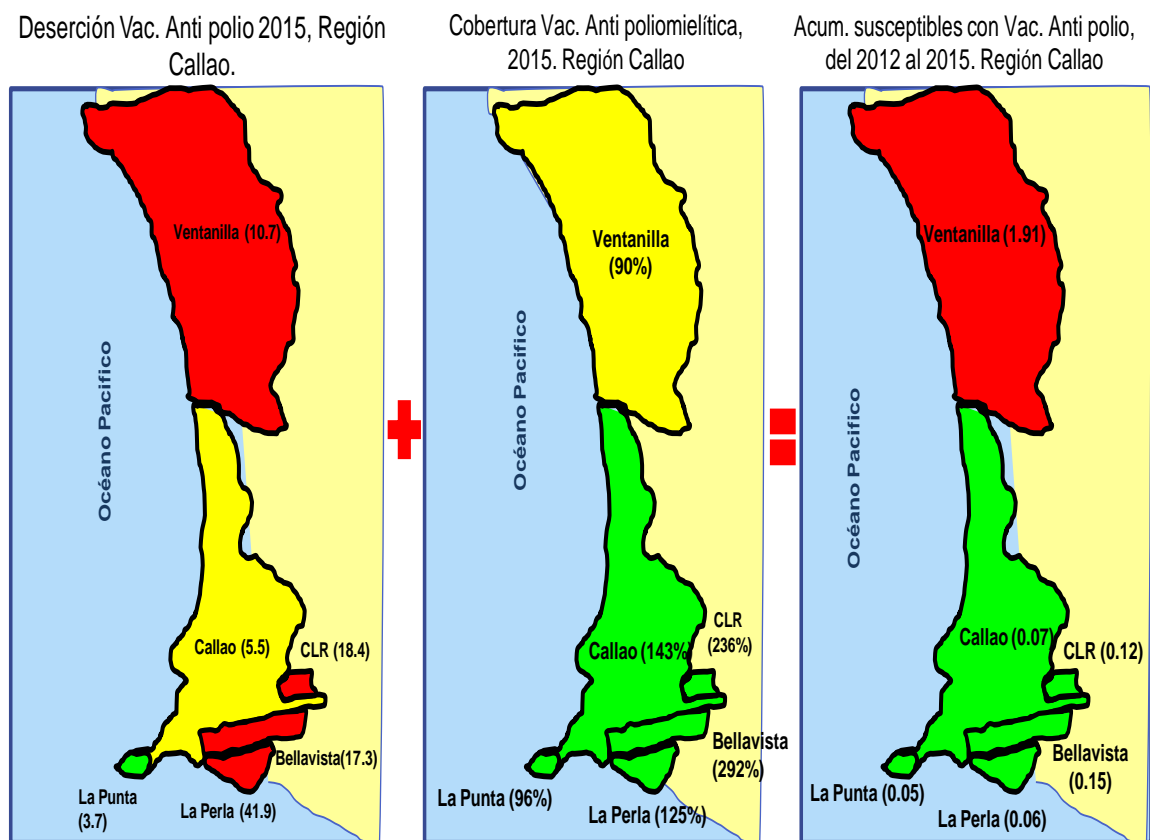 Deserción Vac. Anti polio 2015, Región
Callao.
Ventanilla (10.7)
Océano Pacifico
Callao (5.5)
CLR (18.4)
Bellavista(17.3)
La Punta
(3.7)
La Perla (41.9)
Cobertura Vac. Anti poliomielítica,
2015. Región Callao
Ventanilla
(90%)
Océano Pacifico
CLR
(236%)
Callao (143%)
Bellavista
(292%)
La Punta (96%)
La Perla (125%)
Acum. susceptibles con Vac. Anti polio,
del 2012 al 2015. Región Callao
Ventanilla (1.91)
Océano Pacifico
Callao (0.07)
CLR (0.12)
Bellavista
(0.15)
La Punta (0.05)
La Perla (0.06)